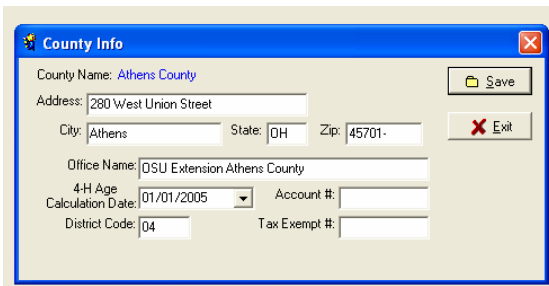 County Info
County Name: Athens County
Save
Address: 280 West Union Street
City: Athens State: OH Zip: 45701-
Exit
Office Name: OSU Extension Athens County
4-H Age
Calculation Date: 01/01/2005 Account #:
District Code: 04 Tax Exempt #: